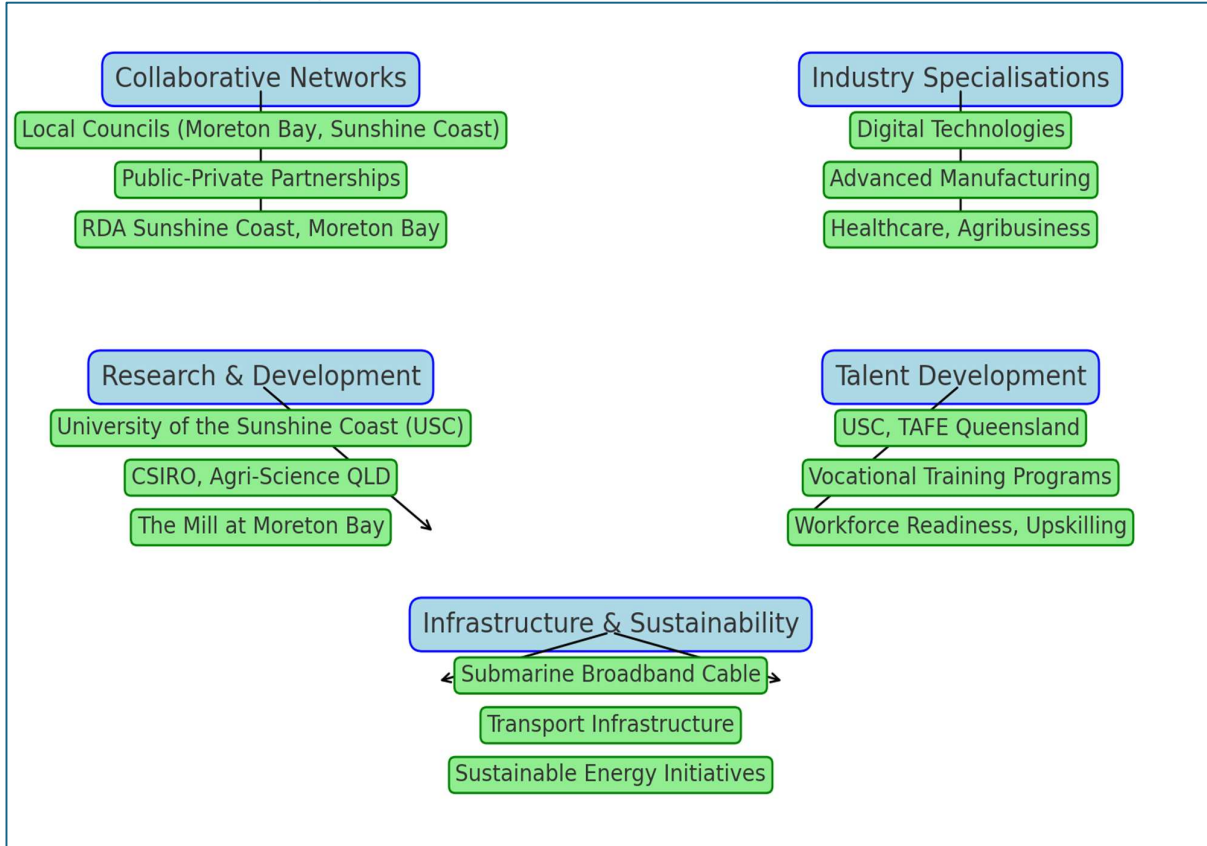 Collaborative Networks
Local Councils (Moreton Bay, Sunshine Coast)
Public-Private Partnerships
RDA Sunshine Coast, Moreton Bay
Industry Specialisations
Digital Technologies
Advanced Manufacturing
Healthcare, Agribusiness
Research & Development
University of the Sunshine Coast (USC)
CSIRO, Agri-Science QLD
The Mill at Moreton Bay
Talent Development
USC, TAFE Queensland
Vocational Training Programs
Workforce Readiness, Upskilling
Infrastructure & Sustainability
Submarine Broadband Cable
Transport Infrastructure
Sustainable Energy Initiatives